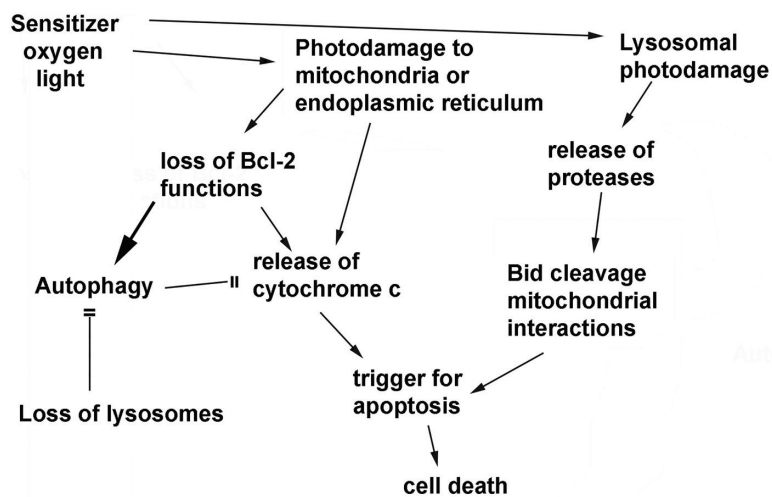 Sensitizer
oxygen
light
Photodamage to
mitochondria or
endoplasmic reticulum
Lysosomal
photodamage
loss of Bcl-2
functions
release of
proteases
Autophagy
release of
cytochrome c
Bid cleavage
mitochondrial
interactions
Loss of lysosomes
trigger for
apoptosis
cell death